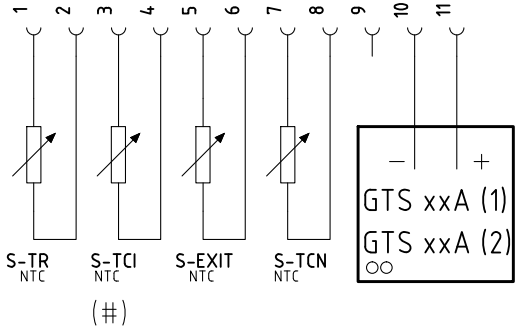 1 2 3 4 5 6 7 8 9 10 11
− +
GTS xxA (1)
GTS xxA (2)
S-TR S-TCI S-EXIT S-TCN
NTC NTC NTC NTC
(#)